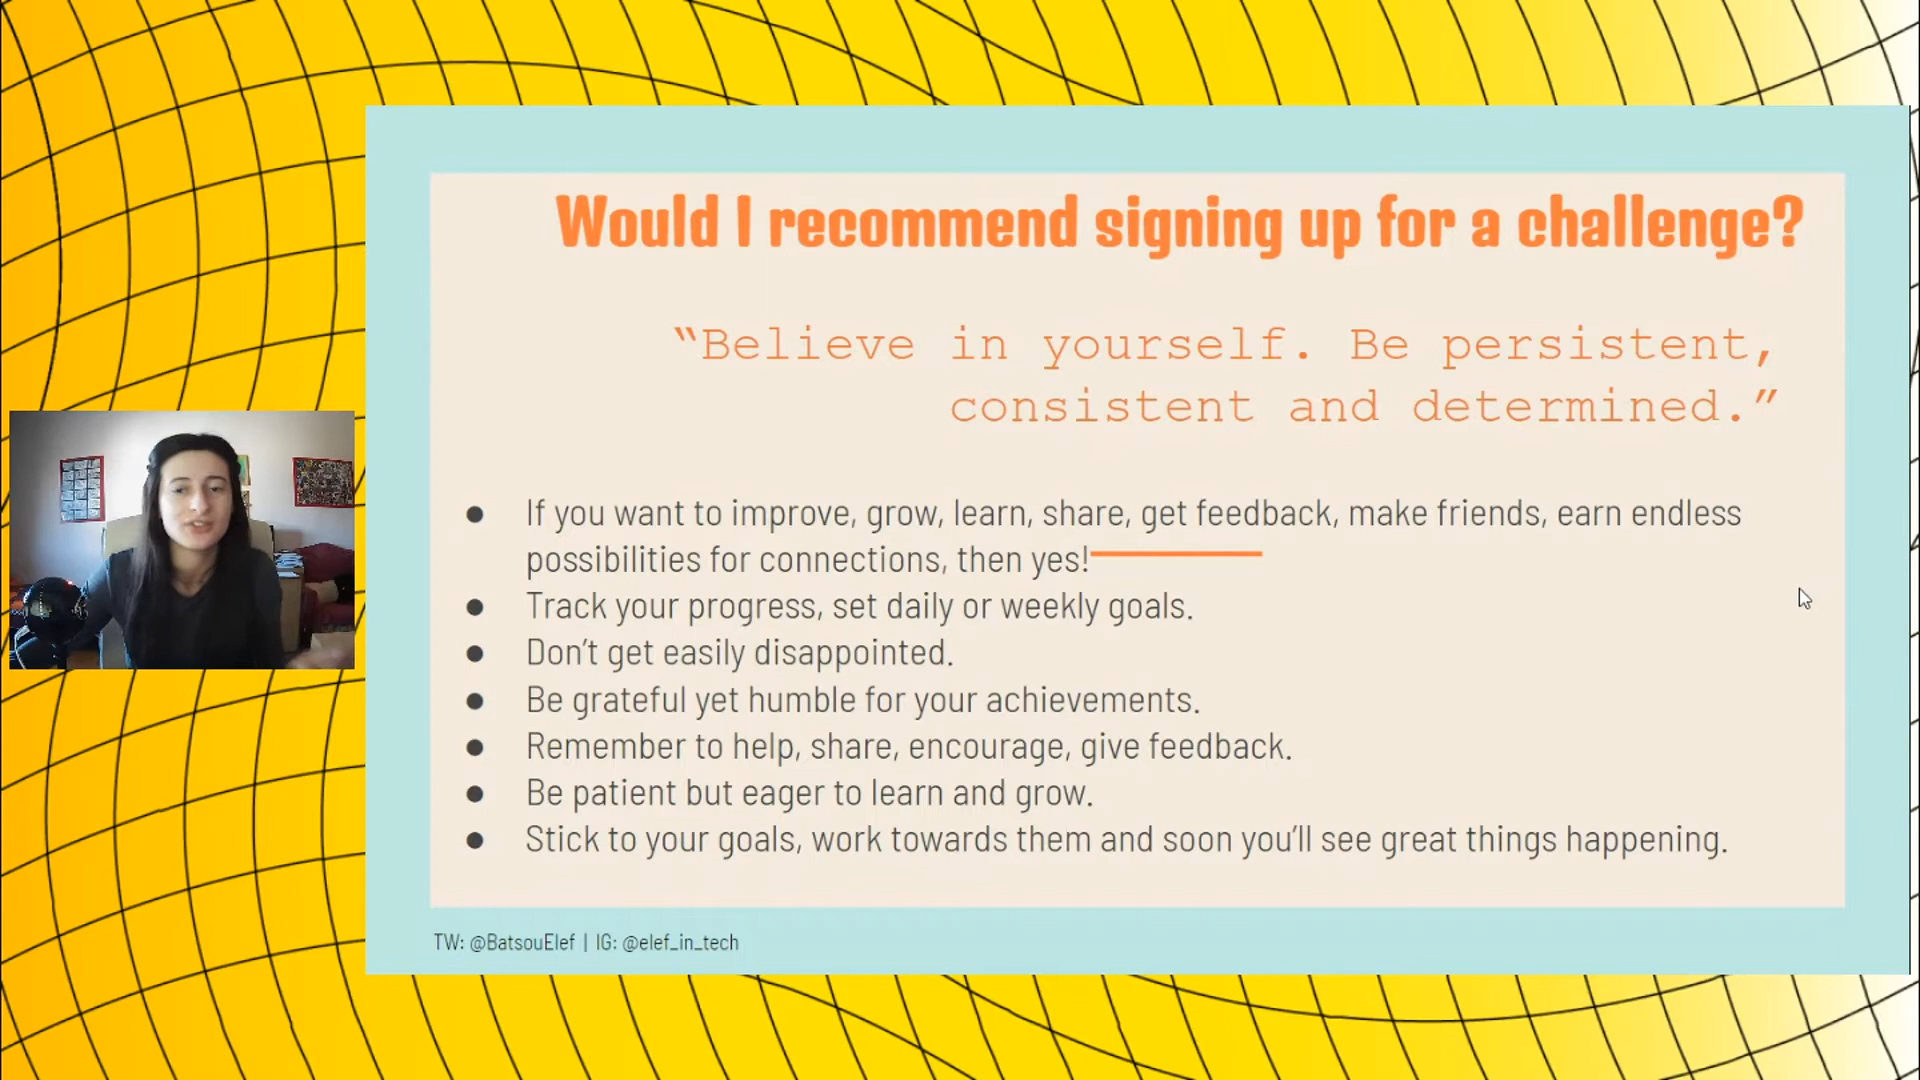 Would I recommend signing up for a challenge?
“Believe in yourself. Be persistent,
consistent and determined.”
● If you want to improve, grow, learn, share, get feedback, make friends, earn endless
possibilities for connections, then yes!
● Track your progress, set daily or weekly goals.
● Don’t get easily disappointed.
● Be grateful yet humble for your achievements.
● Remember to help, share, encourage, give feedback.
● Be patient but eager to learn and grow.
● Stick to your goals, work towards them and soon you’ll see great things happening.
TW: @BatsouElef | IG: @elef_in_tech